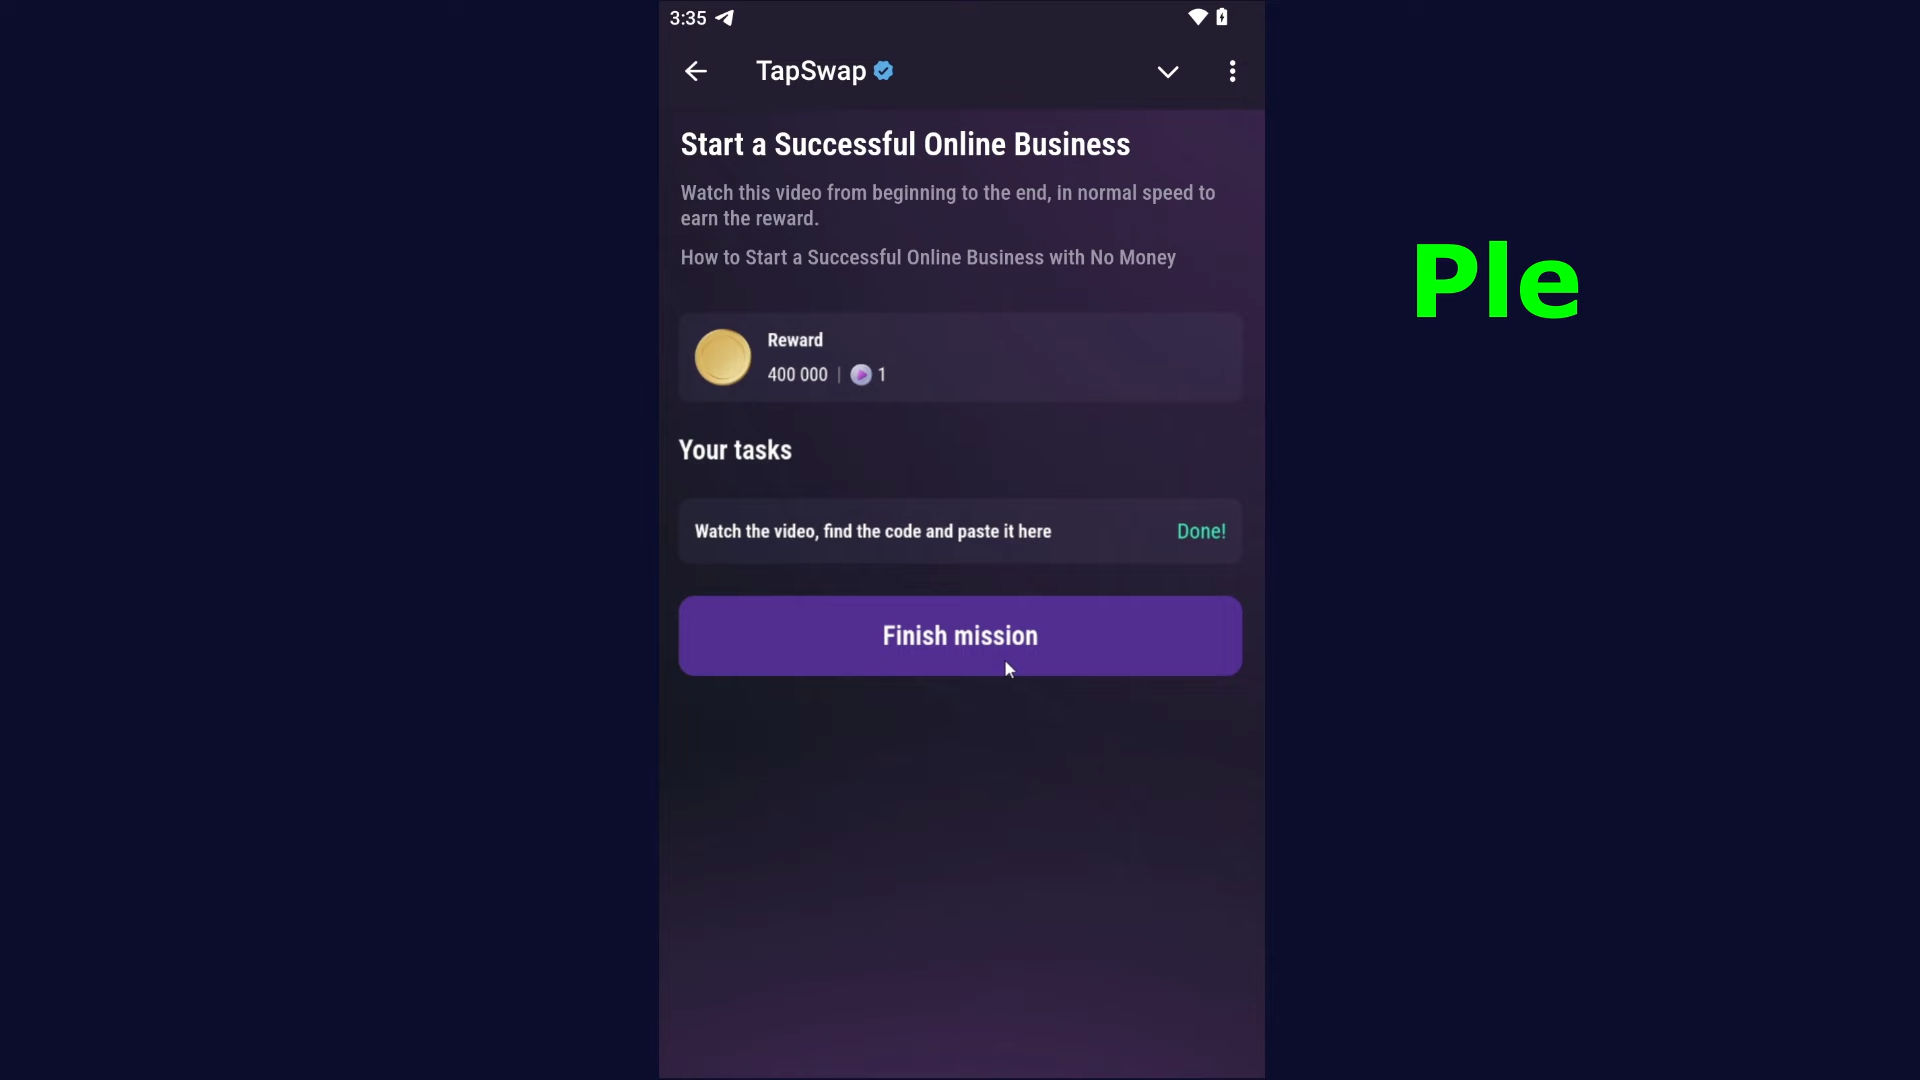 3:35
TapSwap
Start a Successful Online Business
Watch this video from beginning to the end, in normal speed to
earn the reward.
How to Start a Successful Online Business with No Money
Ple
Reward
400 000 | 1
Your tasks
Watch the video, find the code and paste it here Done!
Finish mission